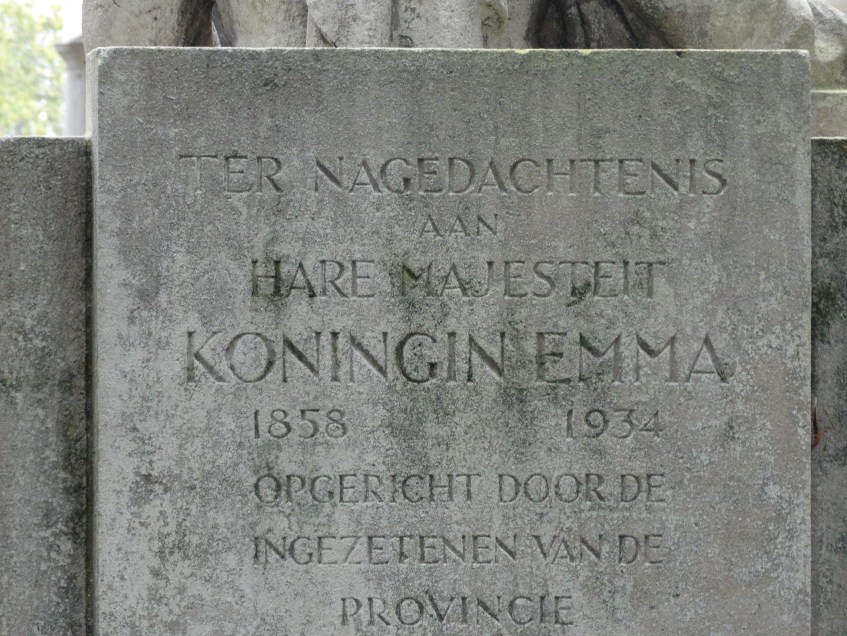 TER NAGEDACHTENIS
AAN
HARE MAJESTEIT
KONINGIN EMMA
1858 1934
OPGERICHT DOOR DE
INGEZETENEN VAN DE
PROVINCIE